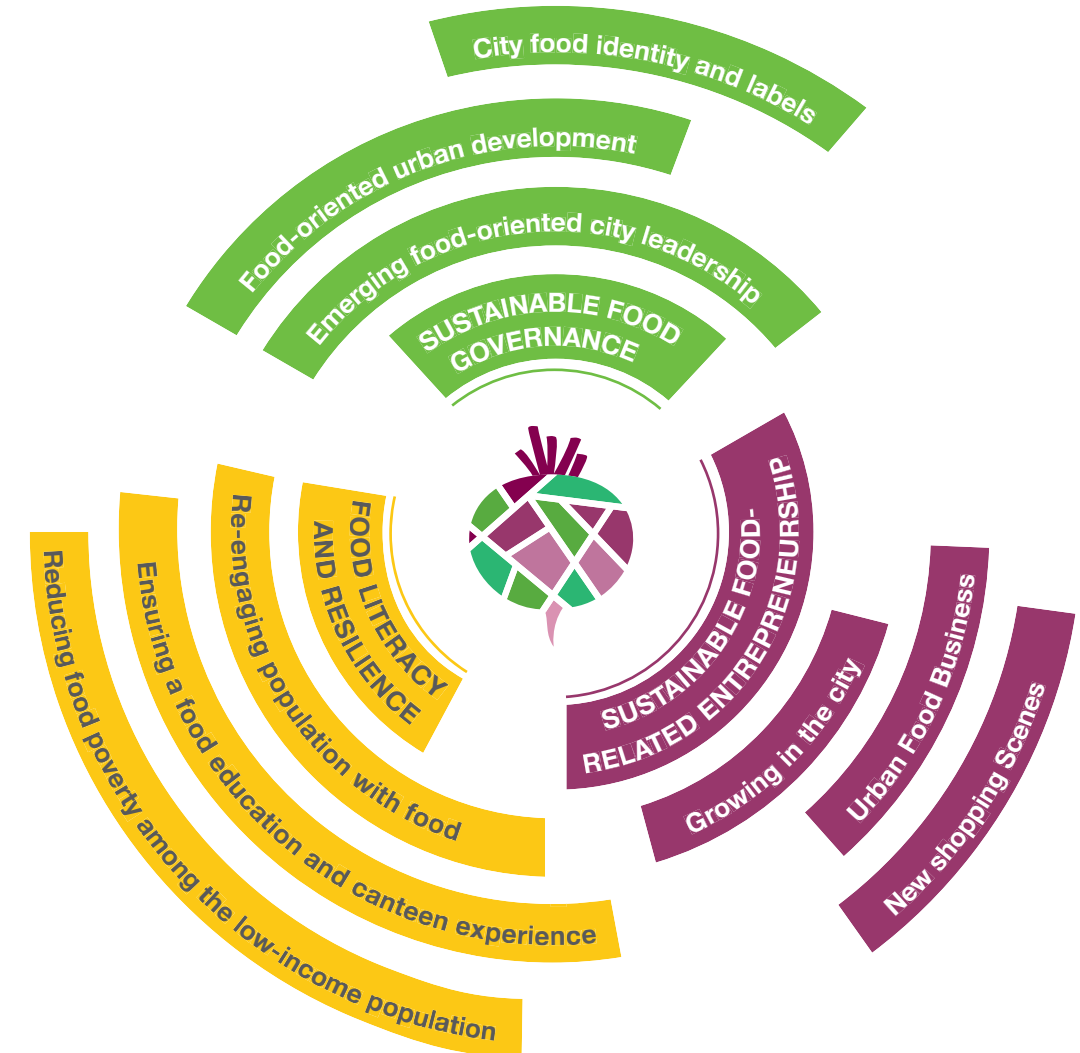 City food identity and labels
Food-oriented urban development
Emerging food-oriented city leadership
SUSTAINABLE FOOD
GOVERNANCE
SUSTAINABLE FOOD-
RELATED ENTREPRENEURSHIP
Growing in the city
Urban Food Business
New shopping Scenes
FOOD LITERACY
AND RESILIENCE
Re-engaging population with food
Ensuring a food education and canteen experience
Reducing food poverty among the low-income population